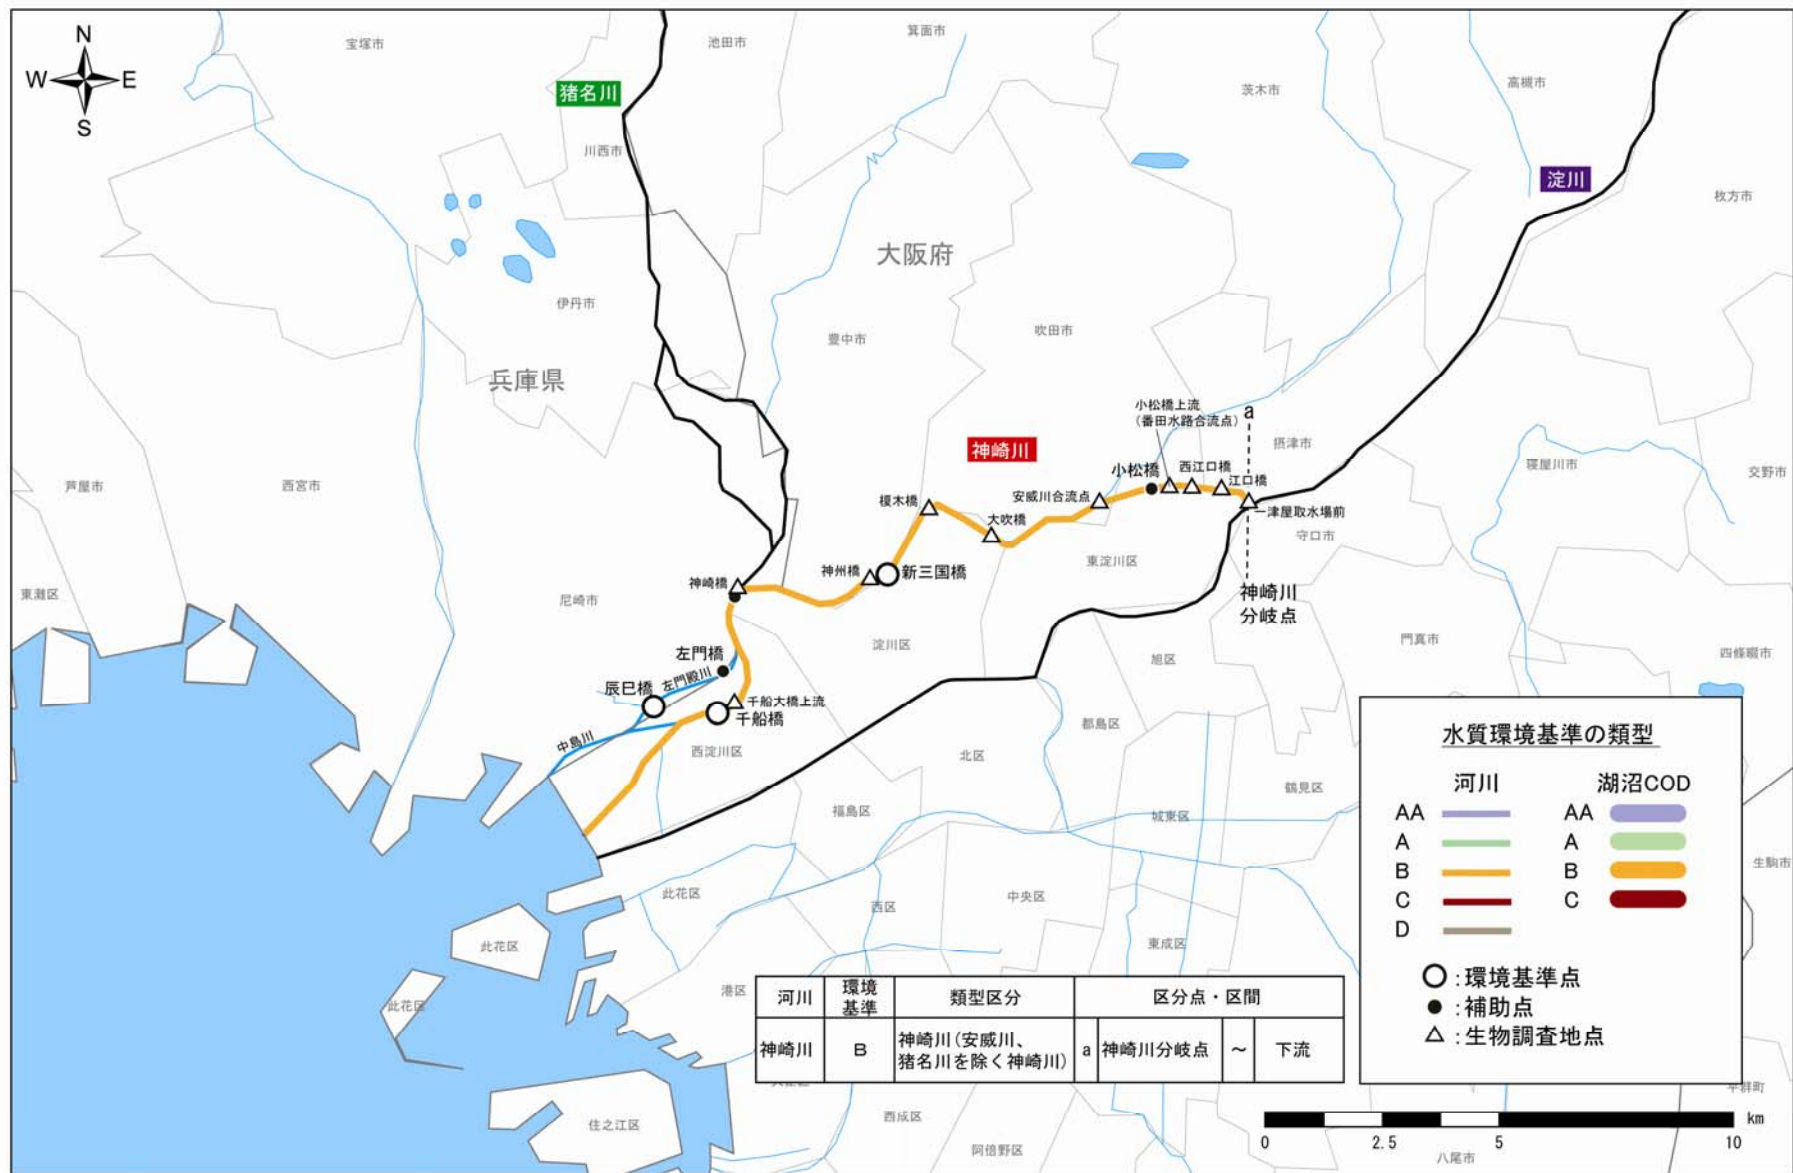 N
W
E
S
宝塚市
池田市
箕面市
茨木市
高槻市
猪名川
川西市
淀川
枚方市
大阪府
伊丹市
豊中市
吹田市
兵庫県
小松橋上流
(番田水路合流点)
a
摂津市
神崎川
小松橋
西江口橋
江口橋
寝屋川市
交野市
芦屋市
西宮市
榎木橋
安威川合流点
一津屋取水場前
大吹橋
守口市
東淀川区
神州橋
新三国橋
神崎橋
神崎川
分岐点
東灘区
尼崎市
淀川区
門真市
旭区
四條畷市
左門橋
左門殿川
辰巳橋
千船大橋上流
千船橋
中島川
西淀川区
北区
都島区
鶴見区
福島区
城東区
生駒市
此花区
西区
中央区
東成区
此花区
此花区
港区
水質環境基準の類型
河川
湖沼COD
AA
AA
A
A
B
B
C
C
D
:環境基準点
:補助点
:生物調査地点
河川
環境
基準
類型区分
区分点・区間
神崎川
B
神崎川(安威川、
猪名川を除く神崎川)
a
神崎川分岐点
～
下流
平群町
住之江区
西成区
阿倍野区
八尾市
0
2.5
5
10
km